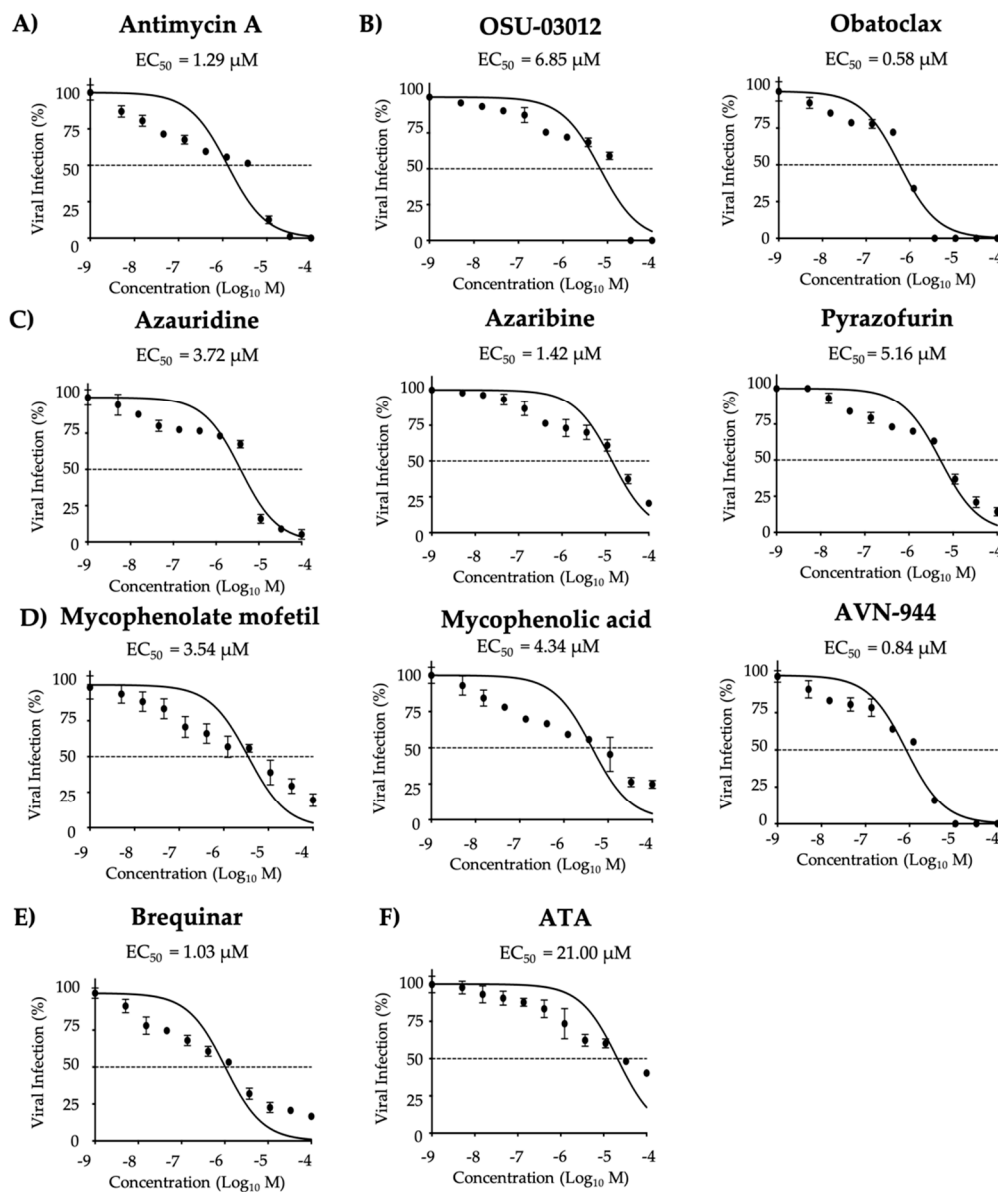 A)
Antimycin A
EC50 = 1.29 µM
Viral Infection (%)
100
75
50
25
0
-9 -8 -7 -6 -5 -4
Concentration (Log10 M)
B)
OSU-03012
EC50 = 6.85 µM
Viral Infection (%)
100
75
50
25
0
-9 -8 -7 -6 -5 -4
Concentration (Log10 M)
Obatoclax
EC50 = 0.58 µM
Viral Infection (%)
100
75
50
25
0
-9 -8 -7 -6 -5 -4
Concentration (Log10 M)
C)
Azauridine
EC50 = 3.72 µM
Viral Infection (%)
100
75
50
25
0
-9 -8 -7 -6 -5 -4
Concentration (Log10 M)
Azaribine
EC50 = 1.42 µM
Viral Infection (%)
100
75
50
25
0
-9 -8 -7 -6 -5 -4
Concentration (Log10 M)
Pyrazofurin
EC50= 5.16 µM
Viral Infection (%)
100
75
50
25
0
-9 -8 -7 -6 -5 -4
Concentration (Log10 M)
D)
Mycophenolate mofetil
EC50 = 3.54 µM
Viral Infection (%)
100
75
50
25
0
-9 -8 -7 -6 -5 -4
Concentration (Log10 M)
Mycophenolic acid
EC50 = 4.34 µM
Viral Infection (%)
100
75
50
25
0
-9 -8 -7 -6 -5 -4
Concentration (Log10 M)
AVN-944
EC50 = 0.84 µM
Viral Infection (%)
100
75
50
25
0
-9 -8 -7 -6 -5 -4
Concentration (Log10 M)
E)
Brequinar
EC50 = 1.03 µM
Viral Infection (%)
100
75
50
25
0
-9 -8 -7 -6 -5 -4
Concentration (Log10 M)
F)
ATA
EC50 = 21.00 µM
Viral Infection (%)
100
75
50
25
0
-9 -8 -7 -6 -5 -4
Concentration (Log10 M)